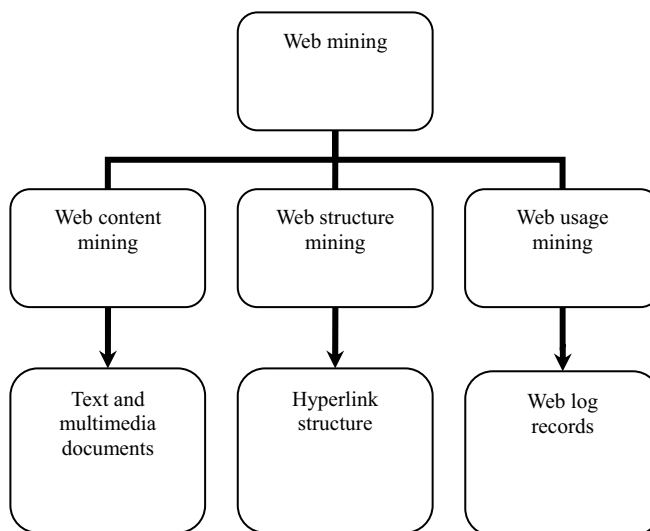 Web mining
Web content
mining
Web structure
mining
Web usage
mining
Text and
multimedia
documents
Hyperlink
structure
Web log
records